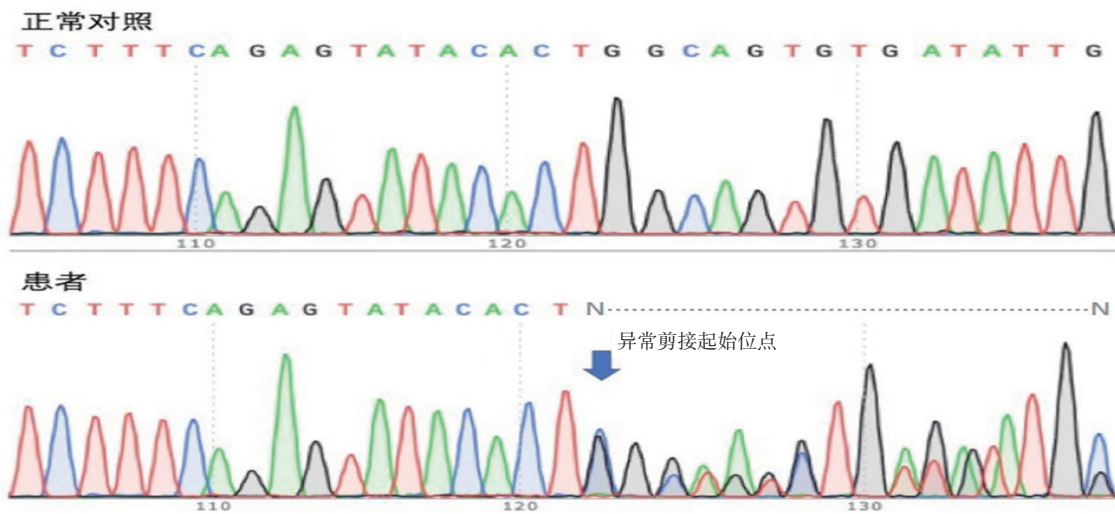 正常对照
T C T T T C A G A G T A T A C A C T G G C A G T G T G A T A T T G
110 120 130
患者
T C T T T C A G A G T A T A C A C T N N
异常剪接起始位点
110 120 130